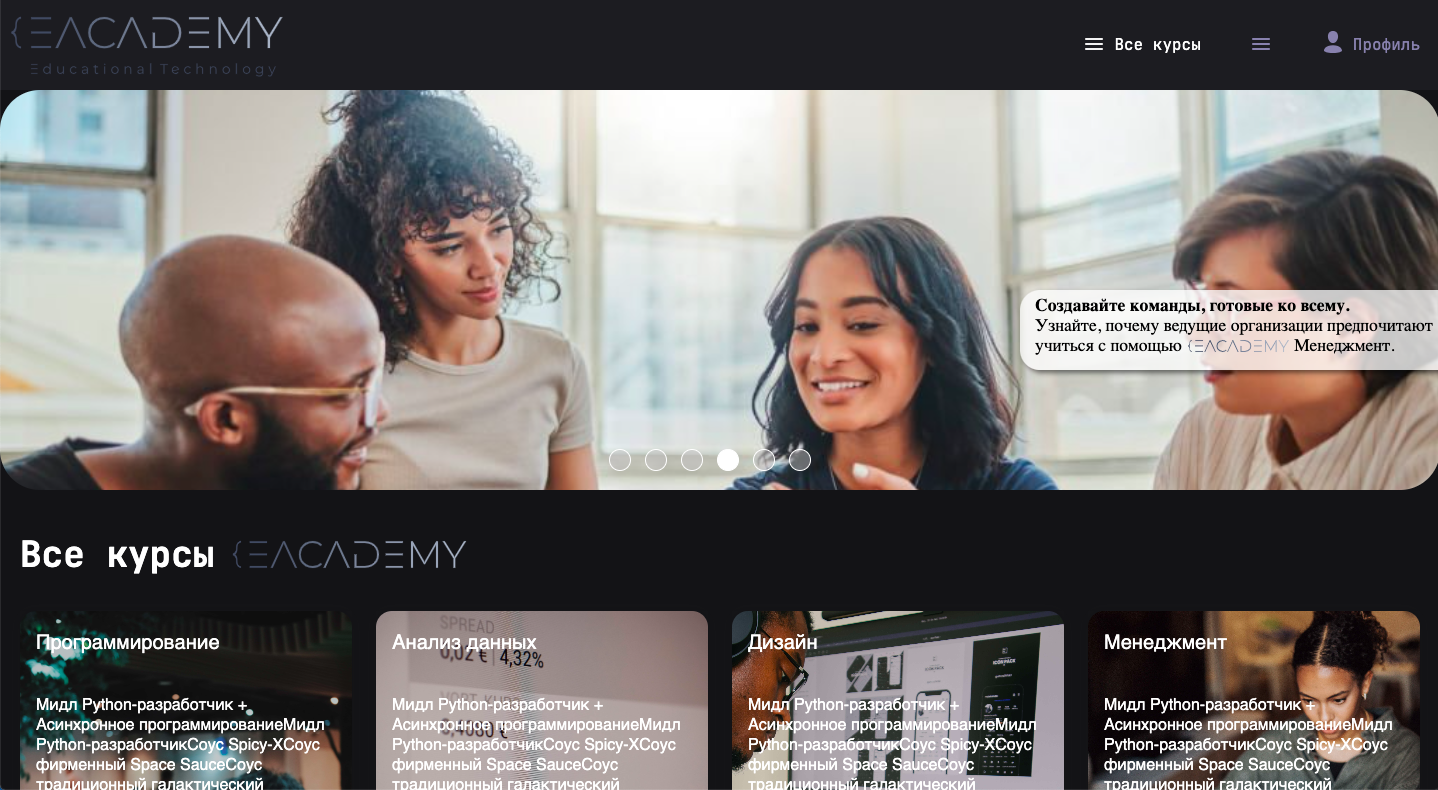 {EACADEMY
Educational Technology
Все курсы
Профиль
Создавайте команды, готовые ко всему.
Узнайте, почему ведущие организации предпочитают
учиться с помощью {EACADEMY Менеджмент.
Все курсы {EACADEMY
Программирование
Мидл Python-разработчик +
Асинхронное программированиеМидл
Python-разработчикСоус Spicy-XСоус
фирменный Space SauceСоус
традиционный галактический
SPREAD
0,02 € 4,32%
Анализ данных
Мидл Python-разработчик +
Асинхронное программированиеМидл
Python-разработчикСоус Spicy-XСоус
фирменный Space SauceСоус
традиционный галактический
Дизайн
Мидл Python-разработчик +
Асинхронное программированиеМидл
Python-разработчикСоус Spicy-XСоус
фирменный Space SauceСоус
традиционный галактический
Менеджмент
Мидл Python-разработчик +
Асинхронное программированиеМидл
Python-разработчикСоус Spicy-XСоус
фирменный Space SauceСоус
традиционный галактический